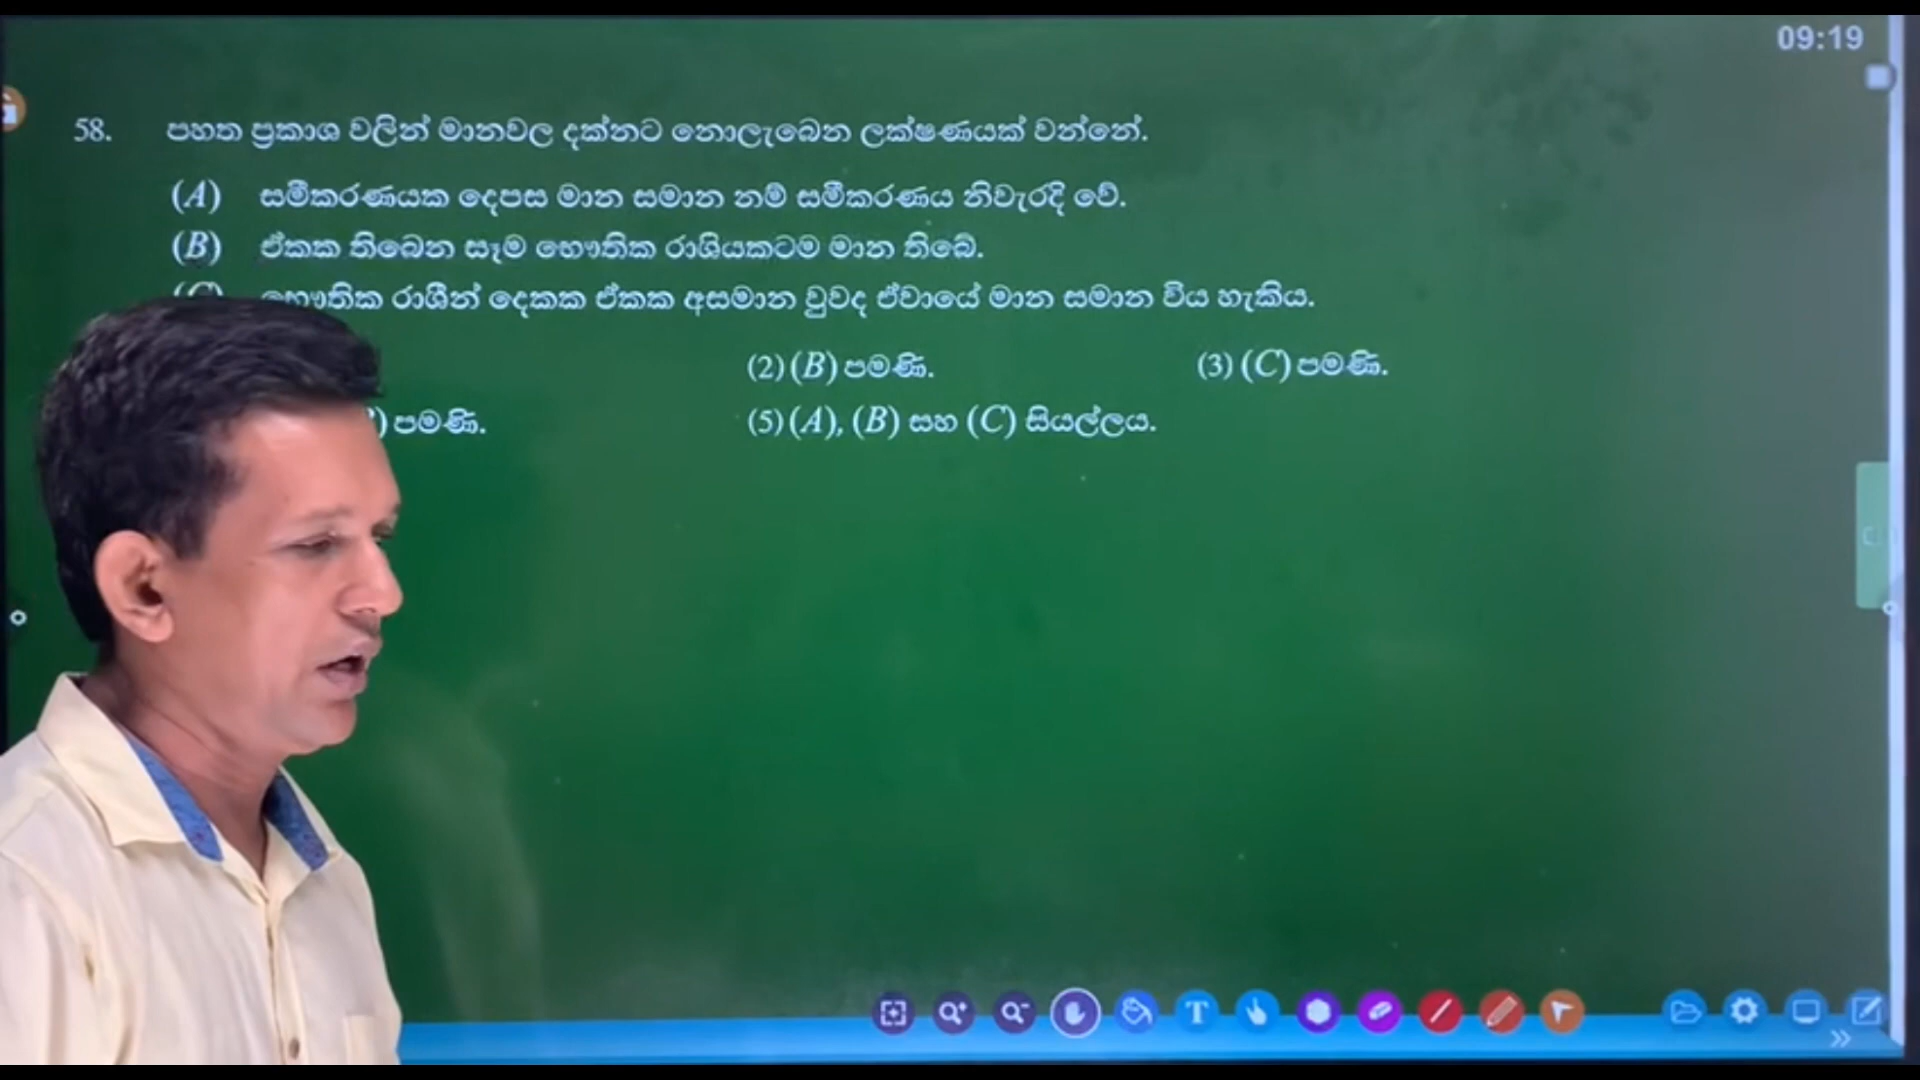 09:19
58. පහත ප්‍රකාශ වලින් මානවල දක්නට නොලැබෙන ලක්ෂණයක් වන්නේ.
(A) සමීකරණයක දෙපස මාන සමාන නම් සමීකරණය නිවැරදි වේ.
(B) ඒකක තිබෙන සෑම භෞතික රාශියකටම මාන තිබේ.
(C) භෞතික රාශීන් දෙකක ඒකක අසමාන වුවද ඒවායේ මාන සමාන විය හැකිය.
(2) (B) පමණි. (3) (C) පමණි.
) පමණි. (5) (A), (B) සහ (C) සියල්ලය.
T